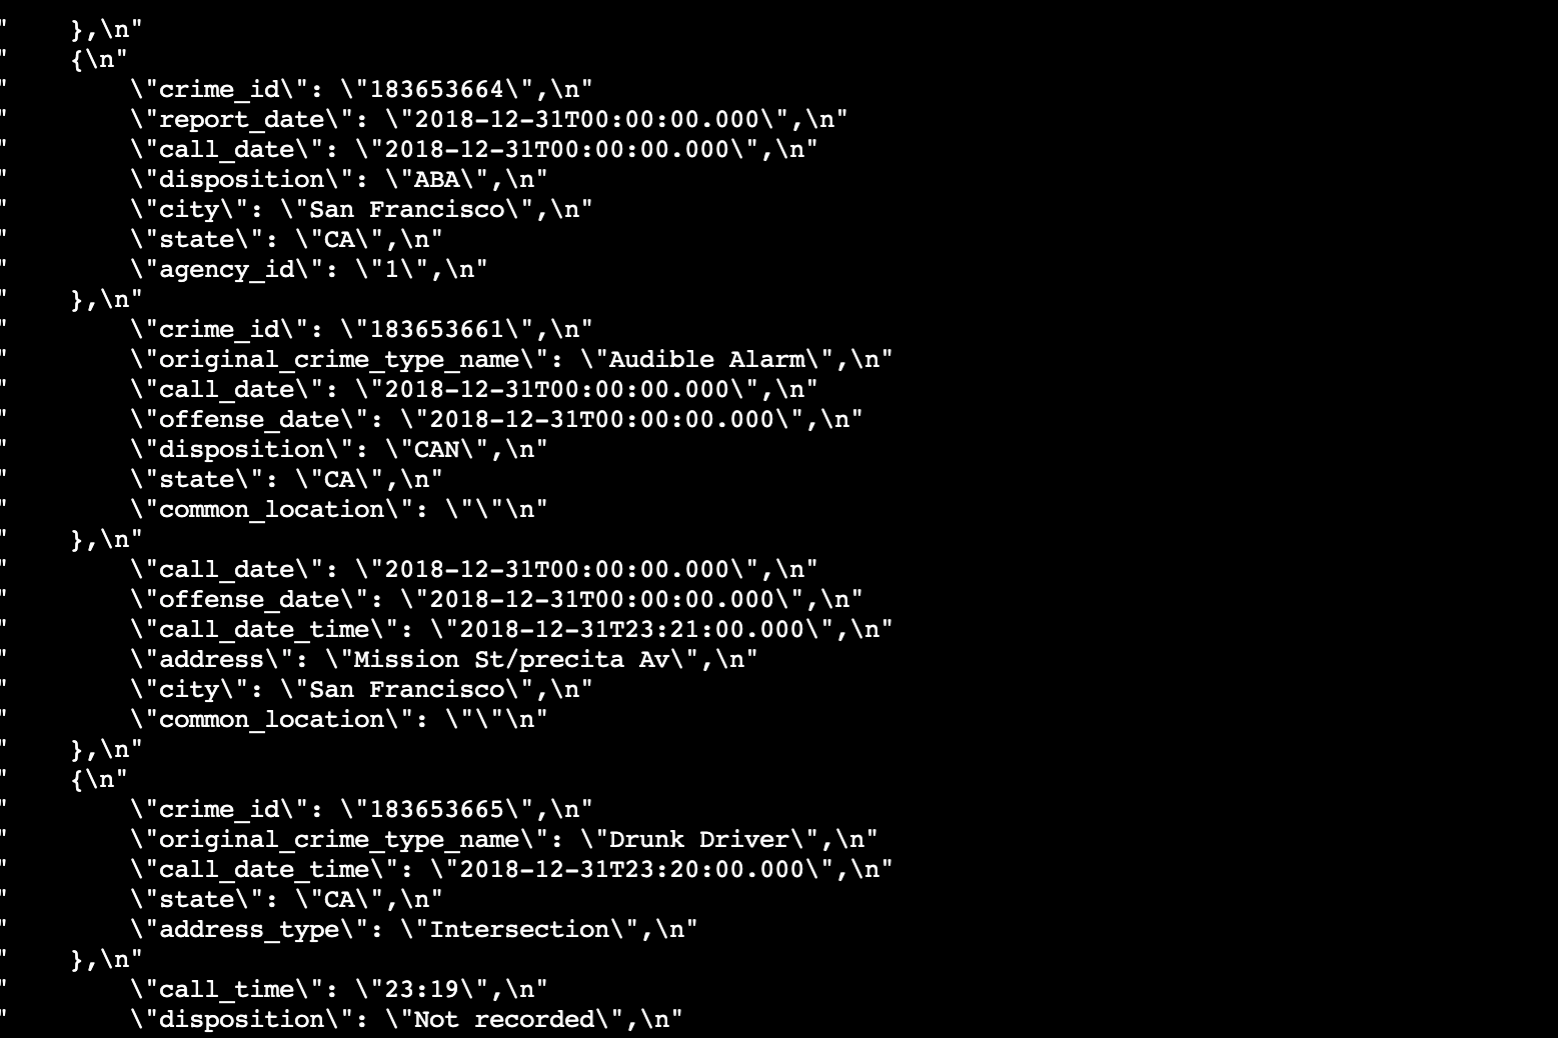 "    },\n"
"    {\n"
"        \"crime_id\": \"183653664\",\n"
"        \"report_date\": \"2018-12-31T00:00:00.000\",\n"
"        \"call_date\": \"2018-12-31T00:00:00.000\",\n"
"        \"disposition\": \"ABA\",\n"
"        \"city\": \"San Francisco\",\n"
"        \"state\": \"CA\",\n"
"        \"agency_id\": \"1\",\n"
"    },\n"
"        \"crime_id\": \"183653661\",\n"
"        \"original_crime_type_name\": \"Audible Alarm\",\n"
"        \"call_date\": \"2018-12-31T00:00:00.000\",\n"
"        \"offense_date\": \"2018-12-31T00:00:00.000\",\n"
"        \"disposition\": \"CAN\",\n"
"        \"state\": \"CA\",\n"
"        \"common_location\": \"\"\n"
"    },\n"
"        \"call_date\": \"2018-12-31T00:00:00.000\",\n"
"        \"offense_date\": \"2018-12-31T00:00:00.000\",\n"
"        \"call_date_time\": \"2018-12-31T23:21:00.000\",\n"
"        \"address\": \"Mission St/precita Av\",\n"
"        \"city\": \"San Francisco\",\n"
"        \"common_location\": \"\"\n"
"    },\n"
"    {\n"
"        \"crime_id\": \"183653665\",\n"
"        \"original_crime_type_name\": \"Drunk Driver\",\n"
"        \"call_date_time\": \"2018-12-31T23:20:00.000\",\n"
"        \"state\": \"CA\",\n"
"        \"address_type\": \"Intersection\",\n"
"    },\n"
"        \"call_time\": \"23:19\",\n"
"        \"disposition\": \"Not recorded\",\n"